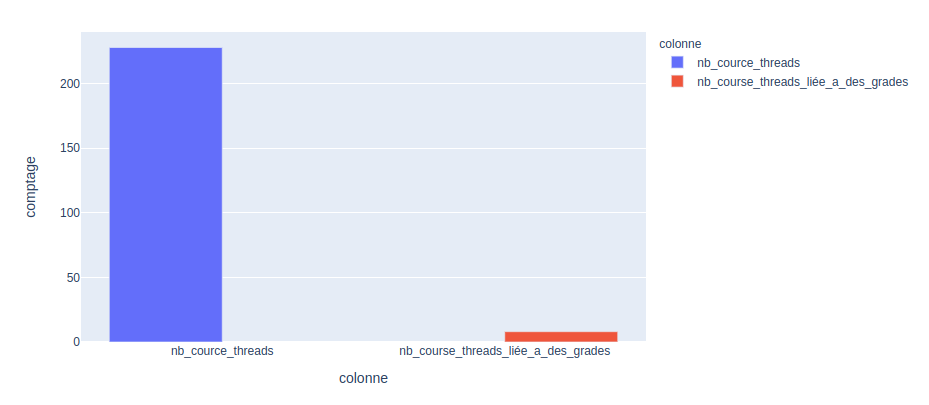 colonne
nb_cource_threads
nb_course_threads_liée_a_des_grades
200
150
100
50
0
comptage
nb_cource_threads
nb_course_threads_liée_a_des_grades
colonne